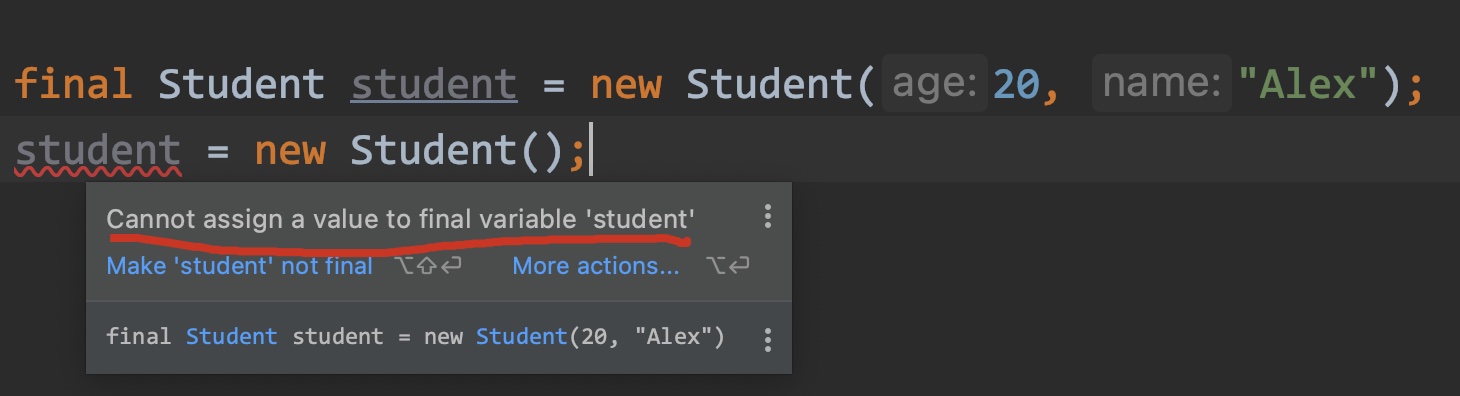 final Student student = new Student( age: 20, name: "Alex");
student = new Student();
Cannot assign a value to final variable 'student'
Make 'student' not final ⌥⇧⏎ More actions... ⌥⏎
final Student student = new Student(20, "Alex")